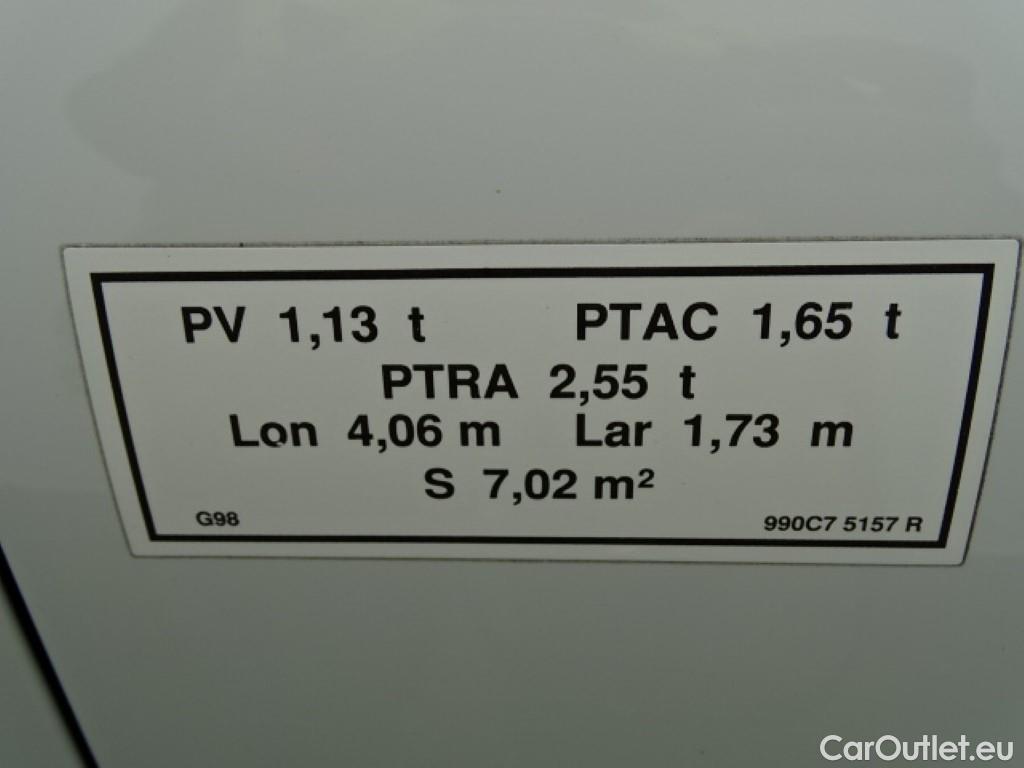 PV 1,13 t PTAC 1,65 t
PTRA 2,55 t
Lon 4,06 m Lar 1,73 m
S 7,02 m²
G98 990C7 5157 R
CarOutlet.eu